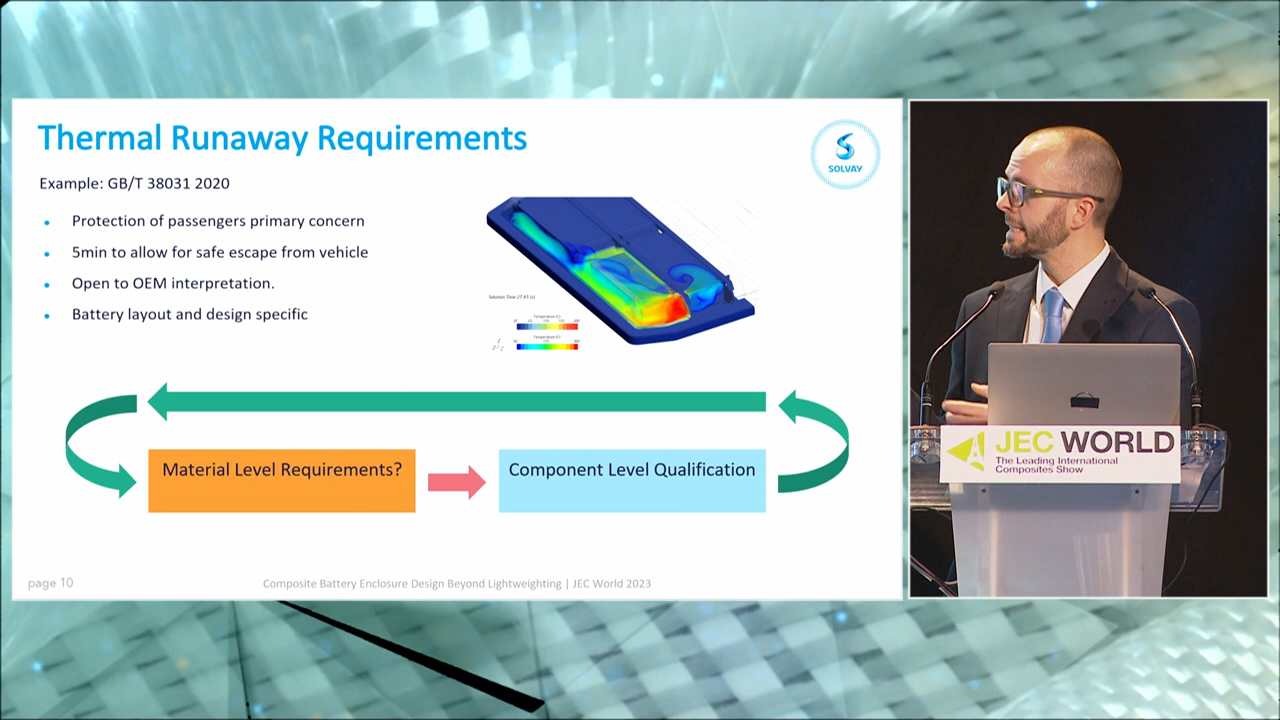 Thermal Runaway Requirements
SOLVAY
Example: GB/T 38031 2020
Protection of passengers primary concern
5min to allow for safe escape from vehicle
Open to OEM interpretation.
Battery layout and design specific
Material Level Requirements?
Component Level Qualification
page 10
Composite Battery Enclosure Design Beyond Lightweighting | JEC World 2023
JEC WORLD
The Leading International
Composites Show